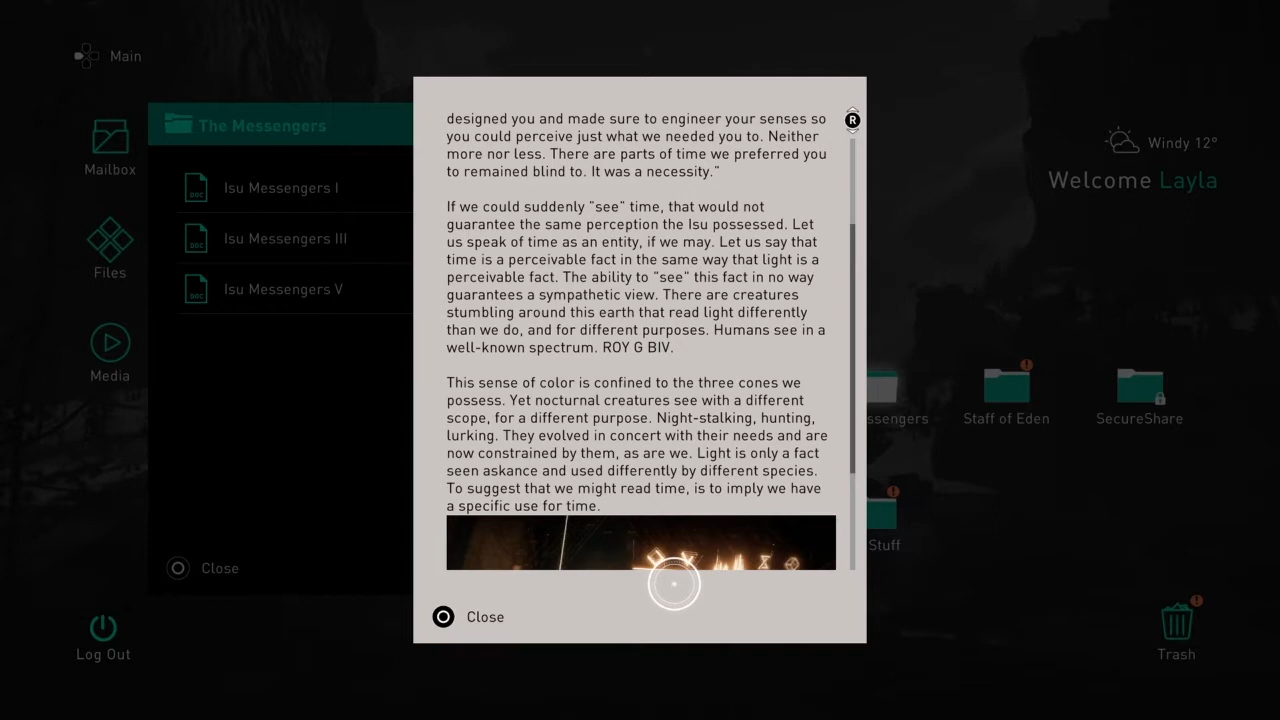 Main
The Messengers
Mailbox
Isu Messengers I
Isu Messengers III
Files
Isu Messengers V
Media
Close
Log Out
designed you and made sure to engineer your senses so
you could perceive just what we needed you to. Neither
more nor less. There are parts of time we preferred you
to remained blind to. It was a necessity."
If we could suddenly "see" time, that would not
guarantee the same perception the Isu possessed. Let
us speak of time as an entity, if we may. Let us say that
time is a perceivable fact in the same way that light is a
perceivable fact. The ability to "see" this fact in no way
guarantees a sympathetic view. There are creatures
stumbling around this earth that read light differently
than we do, and for different purposes. Humans see in a
well-known spectrum. ROY G BIV.
This sense of color is confined to the three cones we
possess. Yet nocturnal creatures see with a different
scope, for a different purpose. Night-stalking, hunting,
lurking. They evolved in concert with their needs and are
now constrained by them, as are we. Light is only a fact
seen askance and used differently by different species.
To suggest that we might read time, is to imply we have
a specific use for time.
R
Close
Windy 12°
Welcome Layla
ssengers
Staff of Eden
SecureShare
Stuff
Trash
DOC
DOC
DOC